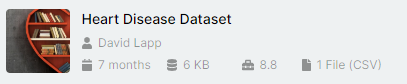 Heart Disease Dataset
David Lapp
7 months 6 KB 8.8 1 File (CSV)